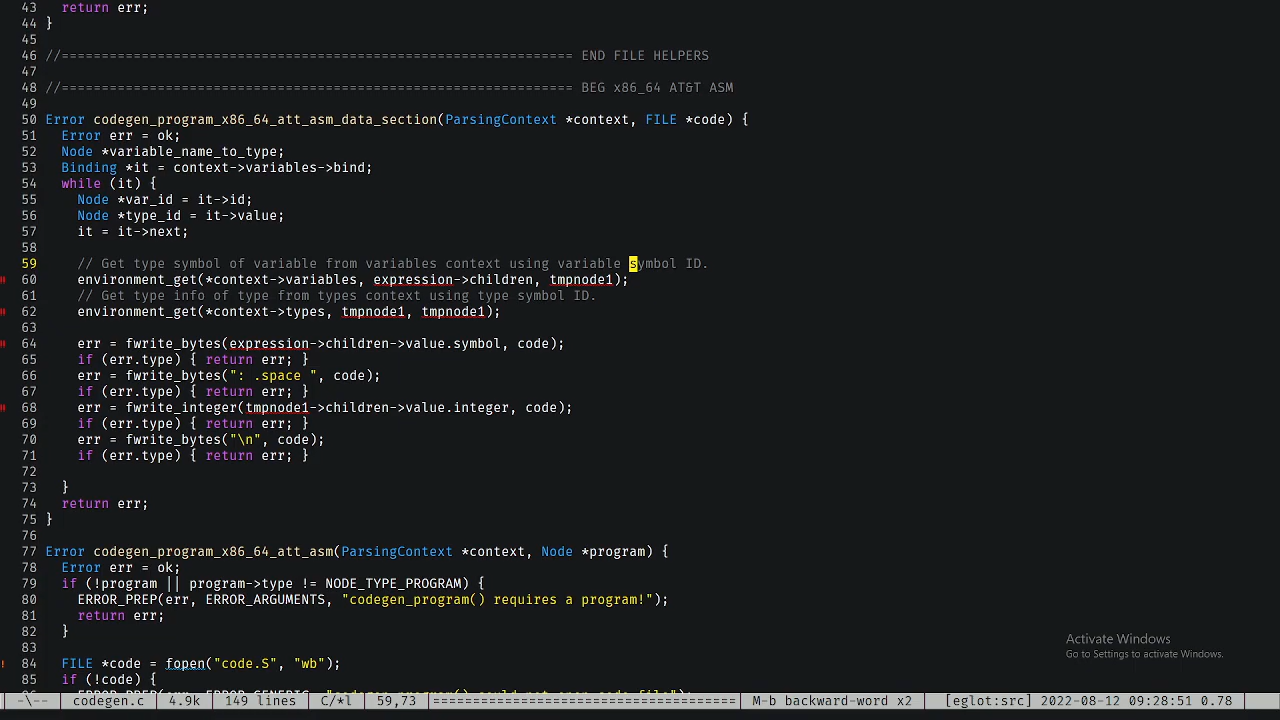 43   return err;
44 }
45
46 //================================================================ END FILE HELPERS
47
48 //================================================================ BEG x86_64 AT&T ASM
49
50 Error codegen_program_x86_64_att_asm_data_section(ParsingContext *context, FILE *code) {
51   Error err = ok;
52   Node *variable_name_to_type;
53   Binding *it = context->variables->bind;
54   while (it) {
55     Node *var_id = it->id;
56     Node *type_id = it->value;
57     it = it->next;
58
59     // Get type symbol of variable from variables context using variable symbol ID.
60     environment_get(*context->variables, expression->children, tmpnode1);
61     // Get type info of type from types context using type symbol ID.
62     environment_get(*context->types, tmpnode1, tmpnode1);
63
64     err = fwrite_bytes(expression->children->value.symbol, code);
65     if (err.type) { return err; }
66     err = fwrite_bytes(": .space ", code);
67     if (err.type) { return err; }
68     err = fwrite_integer(tmpnode1->children->value.integer, code);
69     if (err.type) { return err; }
70     err = fwrite_bytes("\n", code);
71     if (err.type) { return err; }
72
73   }
74   return err;
75 }
76
77 Error codegen_program_x86_64_att_asm(ParsingContext *context, Node *program) {
78   Error err = ok;
79   if (!program || program->type != NODE_TYPE_PROGRAM) {
80     ERROR_PREP(err, ERROR_ARGUMENTS, "codegen_program() requires a program!");
81     return err;
82   }
83
84   FILE *code = fopen("code.S", "wb");
85   if (!code) {
86     ERROR_PREP(err, ERROR_GENERIC, "codegen_program() could not open code file");
Activate Windows
Go to Settings to activate Windows.
-\-- codegen.c 4.9k 149 lines C/*l 59,73 ================================== M-b backward-word x2 [eglot:src] 2022-08-12 09:28:51 0.78